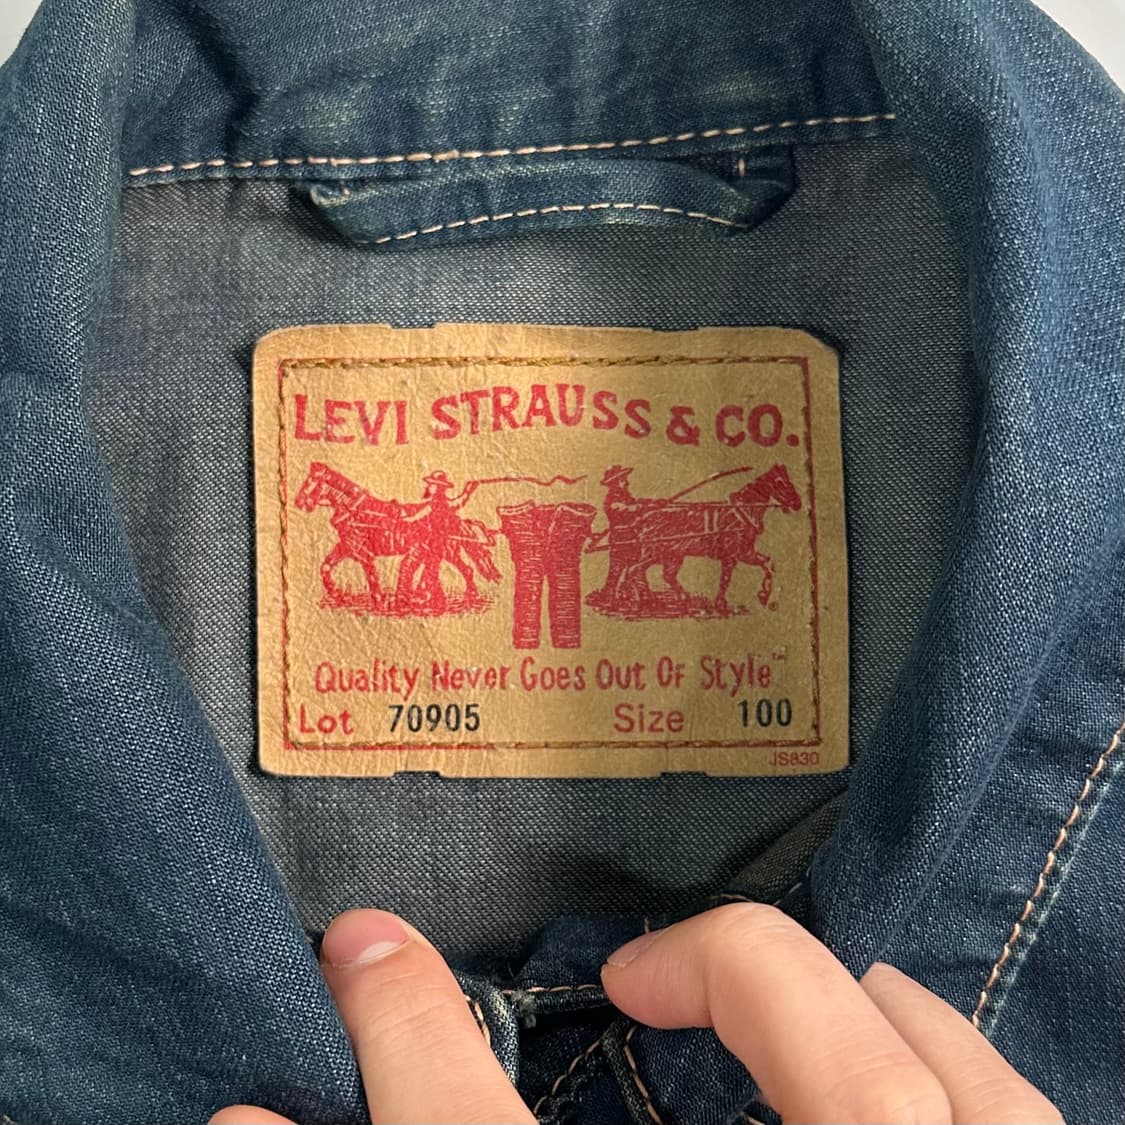 LEVI STRAUSS & CO.
Quality Never Goes Out Of Style™
Lot 70905 Size 100
JS830